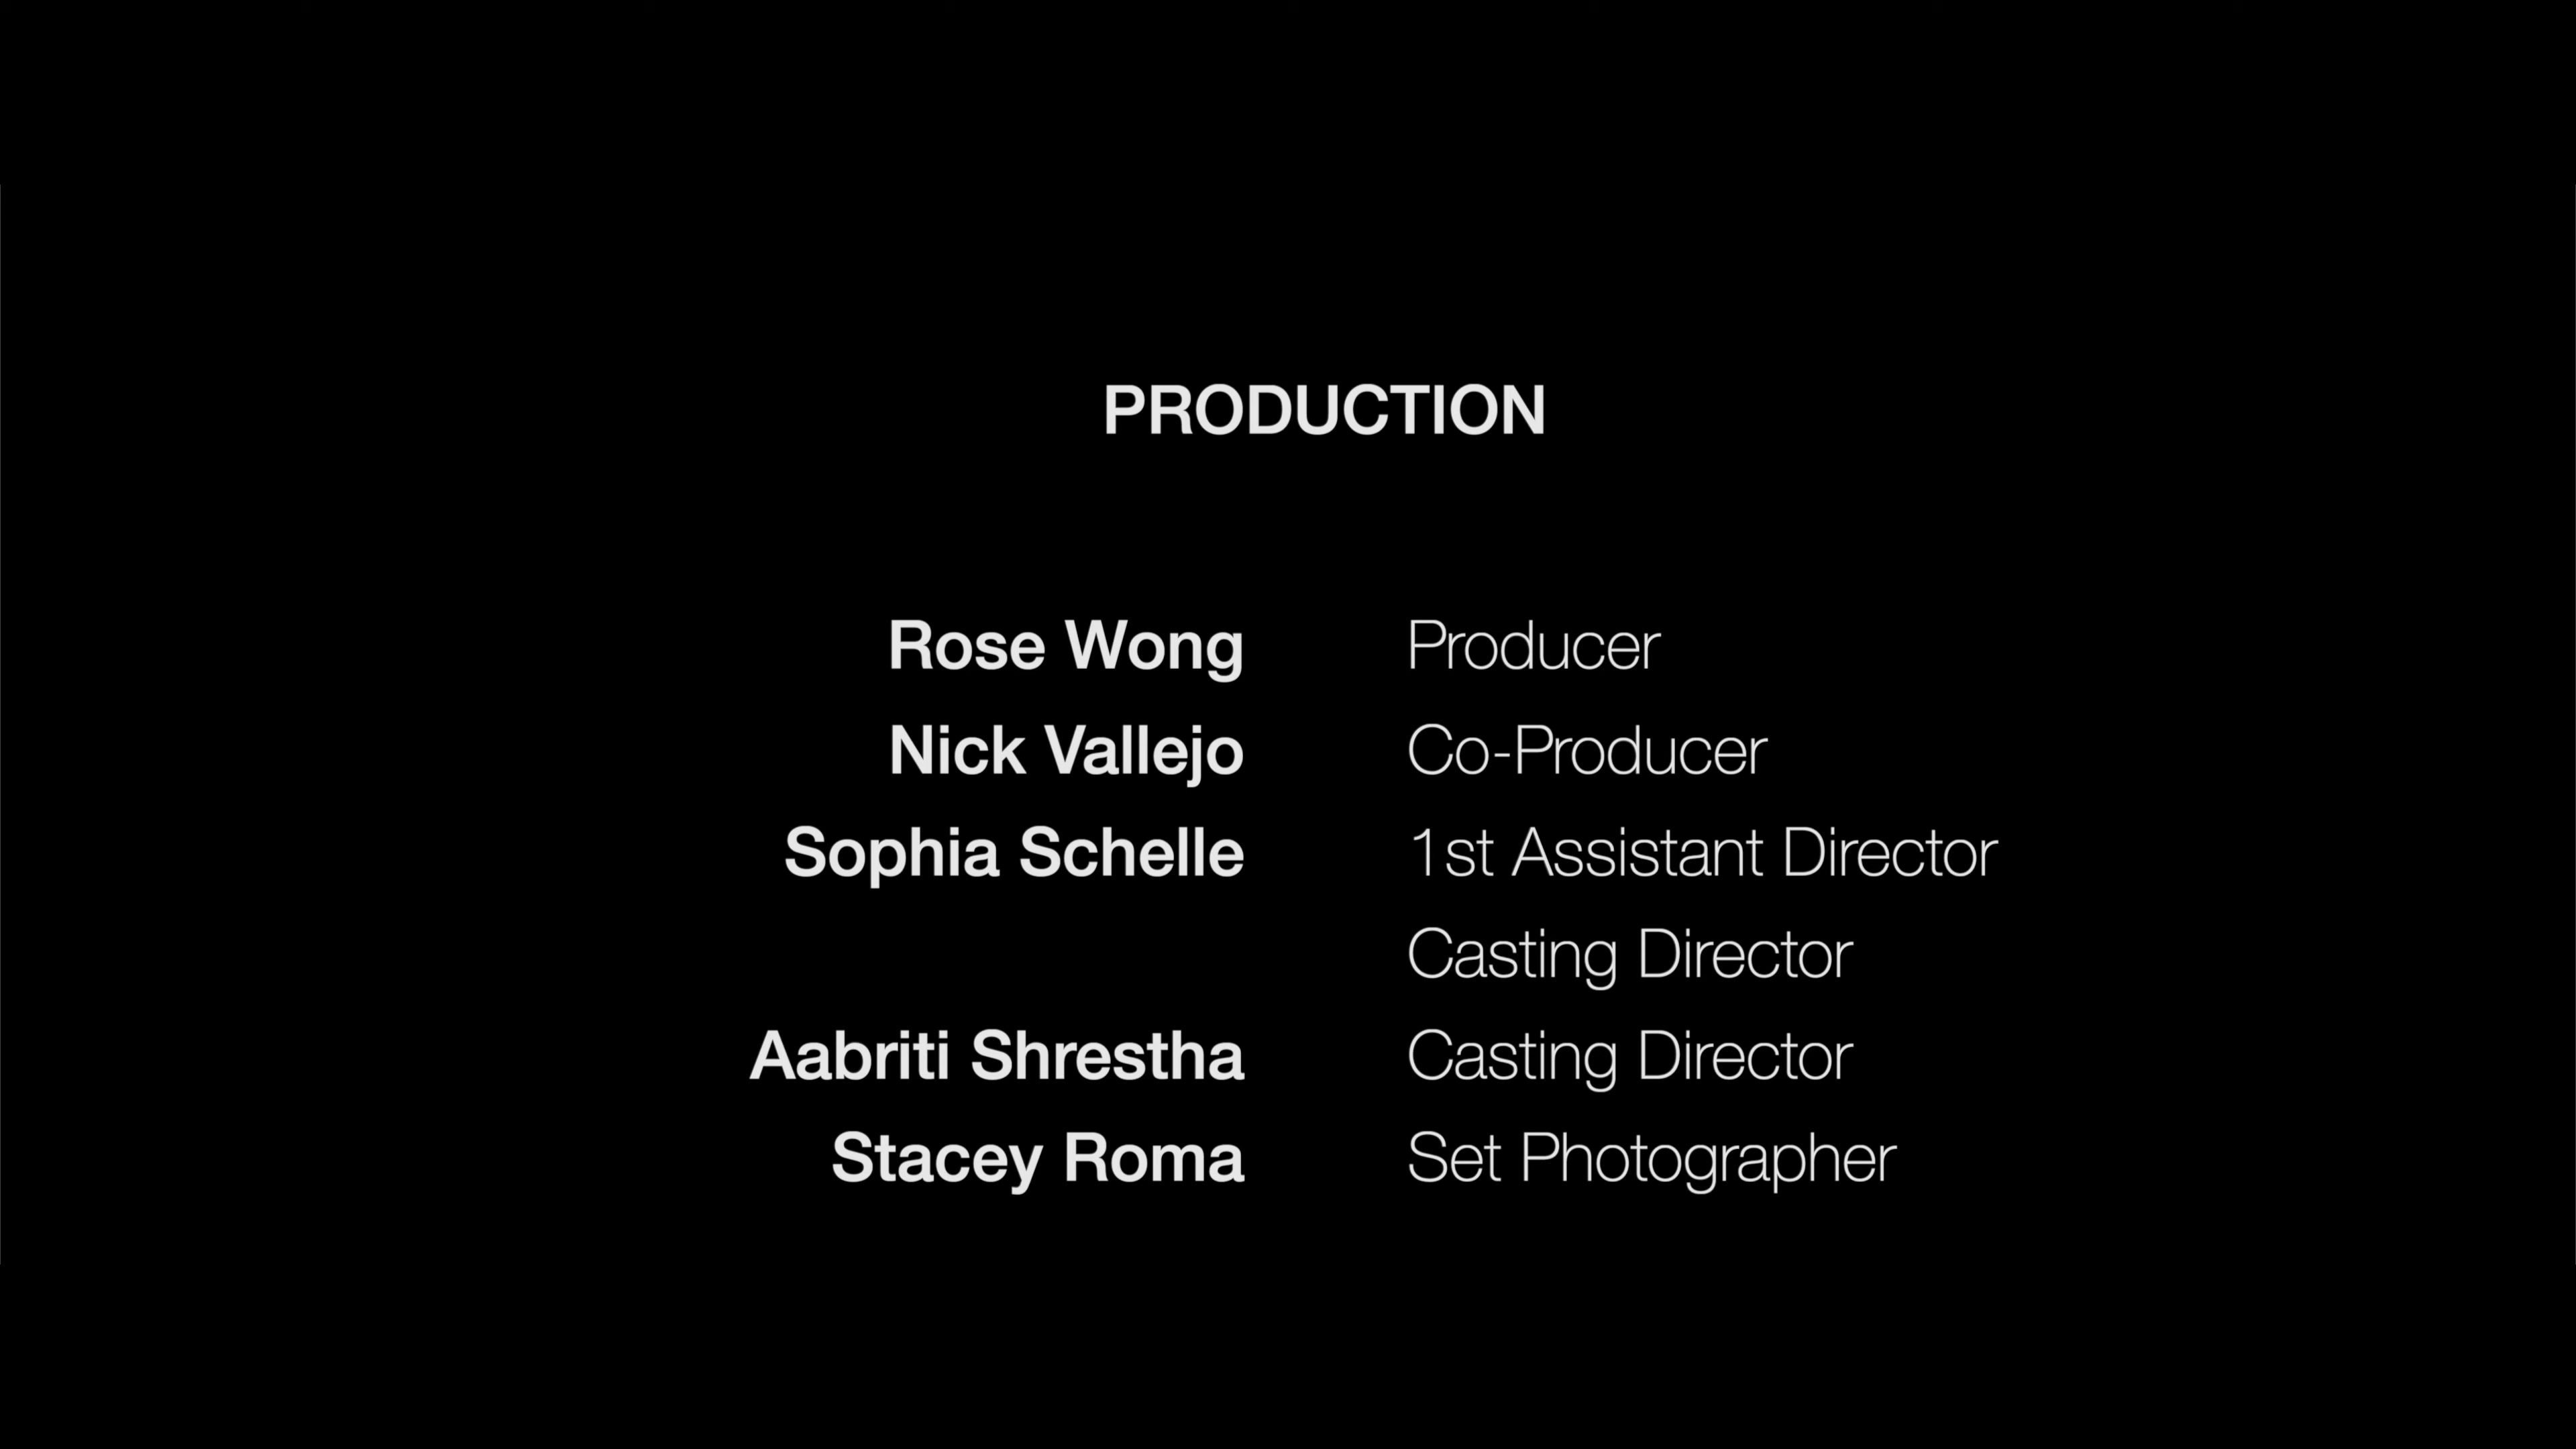 PRODUCTION
Rose Wong Producer
Nick Vallejo Co-Producer
Sophia Schelle 1st Assistant Director
Casting Director
Aabriti Shrestha Casting Director
Stacey Roma Set Photographer